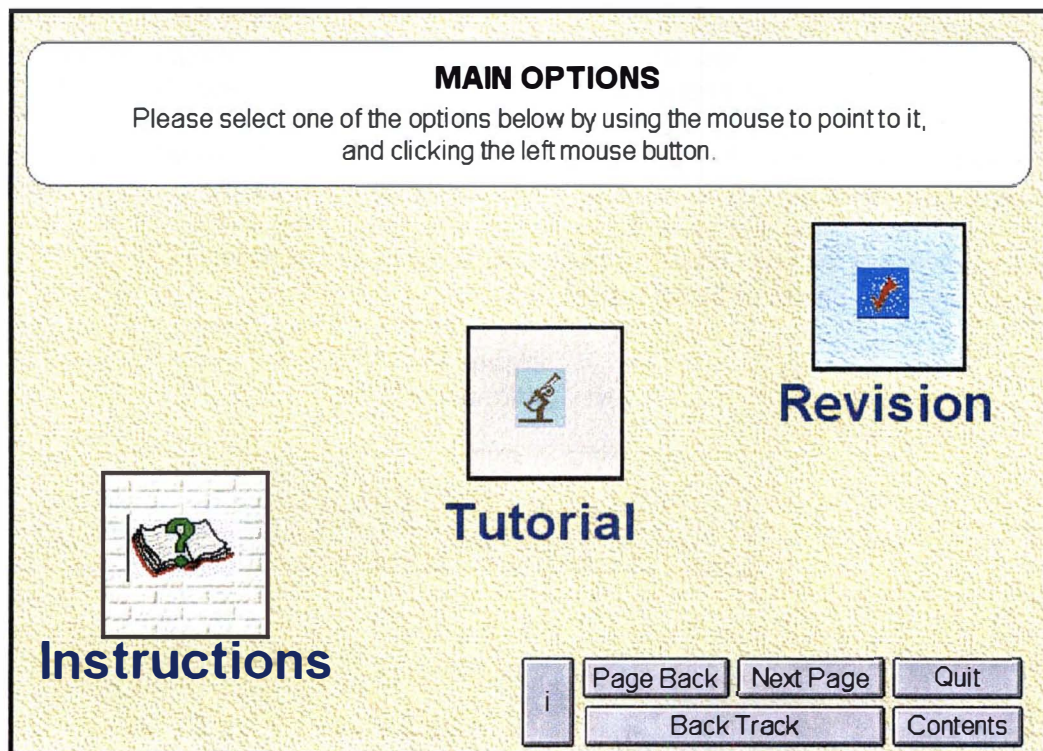 MAIN OPTIONS
Please select one of the options below by using the mouse to point to it,
and clicking the left mouse button.
Revision
Tutorial
?
Instructions
i
Page Back
Next Page
Quit
Back Track
Contents